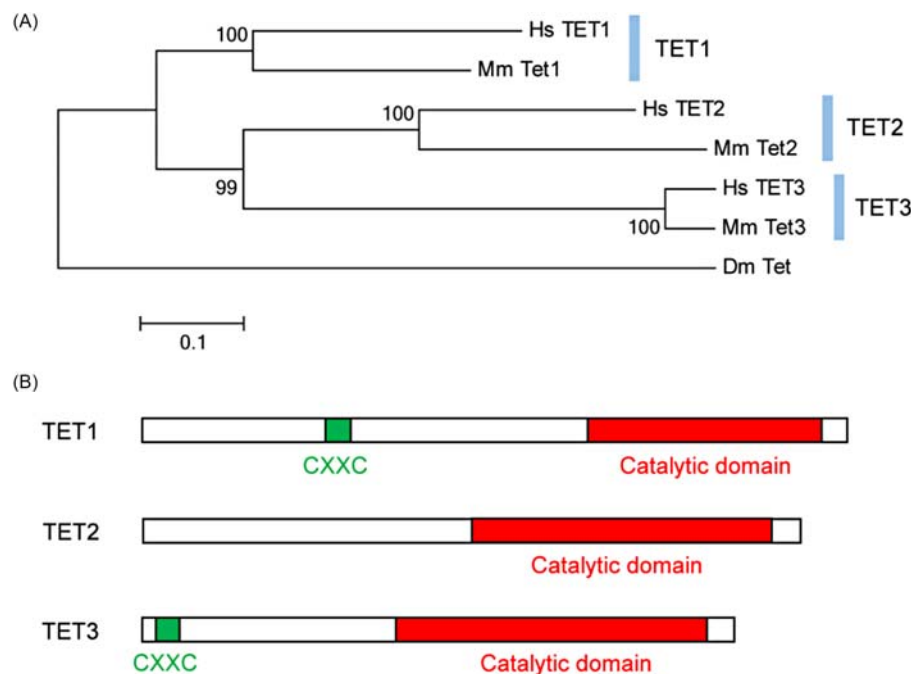 (A)
100
Hs TET1
Mm Tet1
TET1
100
Hs TET2
Mm Tet2
TET2
99
Hs TET3
100
Mm Tet3
TET3
Dm Tet
0.1
(B)
TET1
CXXC
Catalytic domain
TET2
Catalytic domain
TET3
CXXC
Catalytic domain